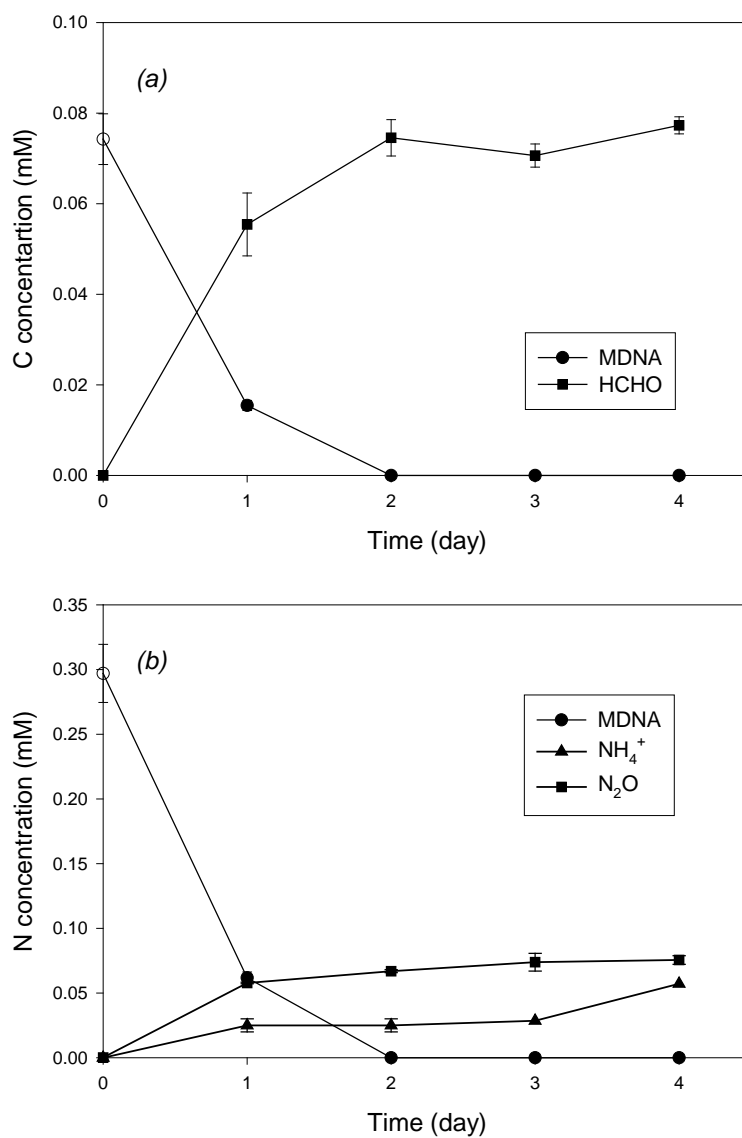 0.10
(a)
0.08
0.06
0.04
0.02
0.00
C concentartion (mM)
MDNA
HCHO
0 1 2 3 4
Time (day)
0.35
(b)
0.30
0.25
0.20
0.15
0.10
0.05
0.00
N concentration (mM)
MDNA
NH₄⁺
N₂O
0 1 2 3 4
Time (day)